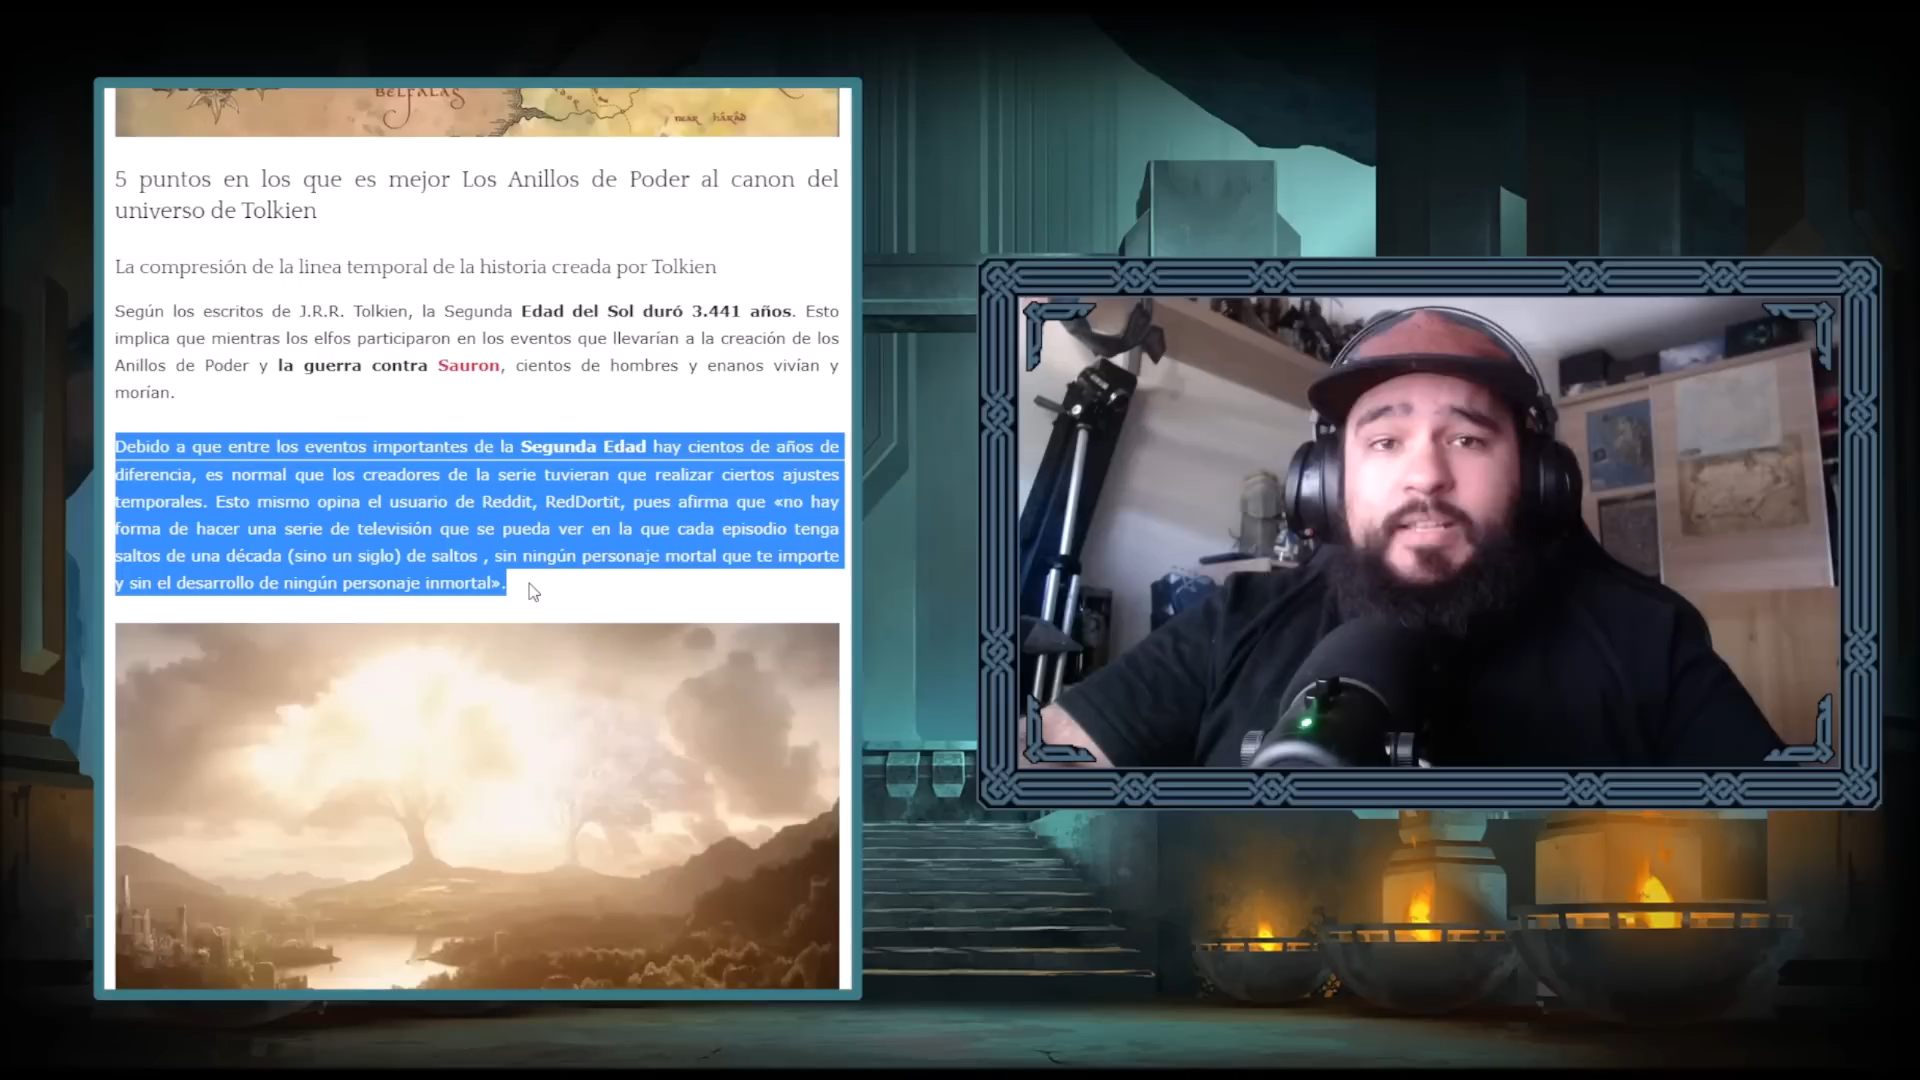 BELFALAS
near harad
5 puntos en los que es mejor Los Anillos de Poder al canon del
universo de Tolkien
La compresión de la linea temporal de la historia creada por Tolkien
Según los escritos de J.R.R. Tolkien, la Segunda Edad del Sol duró 3.441 años. Esto
implica que mientras los elfos participaron en los eventos que llevarían a la creación de los
Anillos de Poder y la guerra contra Sauron, cientos de hombres y enanos vivían y
morían.
Debido a que entre los eventos importantes de la Segunda Edad hay cientos de años de
diferencia, es normal que los creadores de la serie tuvieran que realizar ciertos ajustes
temporales. Esto mismo opina el usuario de Reddit, RedDortit, pues afirma que «no hay
forma de hacer una serie de televisión que se pueda ver en la que cada episodio tenga
saltos de una década (sino un siglo) de saltos , sin ningún personaje mortal que te importe
y sin el desarrollo de ningún personaje inmortal».